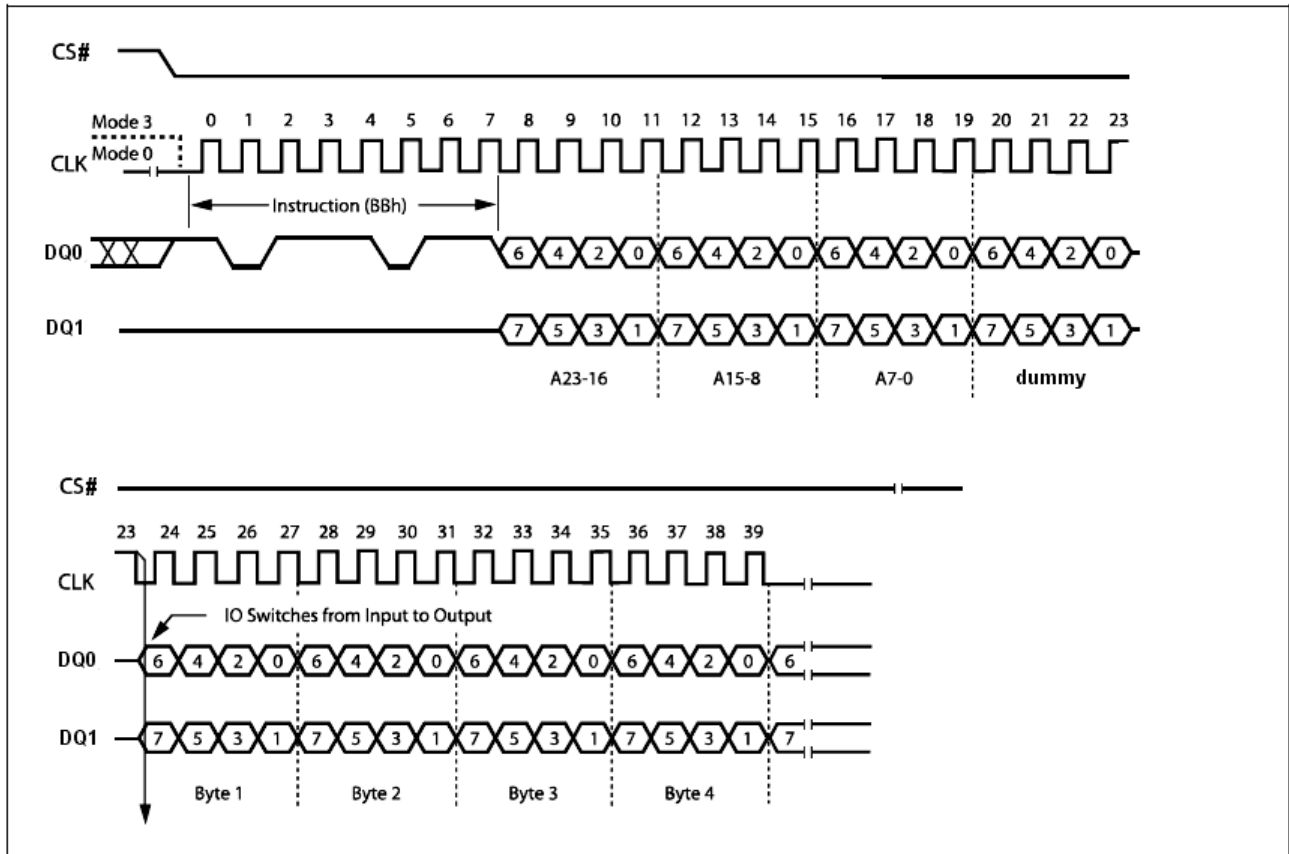 CS#
0 1 2 3 4 5 6 7 8 9 10 11 12 13 14 15 16 17 18 19 20 21 22 23
Mode 3
Mode 0
CLK
Instruction (BBh)
DQ0 6 4 2 0 6 4 2 0 6 4 2 0 6 4 2 0
DQ1 7 5 3 1 7 5 3 1 7 5 3 1 7 5 3 1
A23-16 A15-8 A7-0 dummy
CS#
23 24 25 26 27 28 29 30 31 32 33 34 35 36 37 38 39
CLK
IO Switches from Input to Output
DQ0 6 4 2 0 6 4 2 0 6 4 2 0 6 4 2 0 6
DQ1 7 5 3 1 7 5 3 1 7 5 3 1 7 5 3 1 7
Byte 1 Byte 2 Byte 3 Byte 4